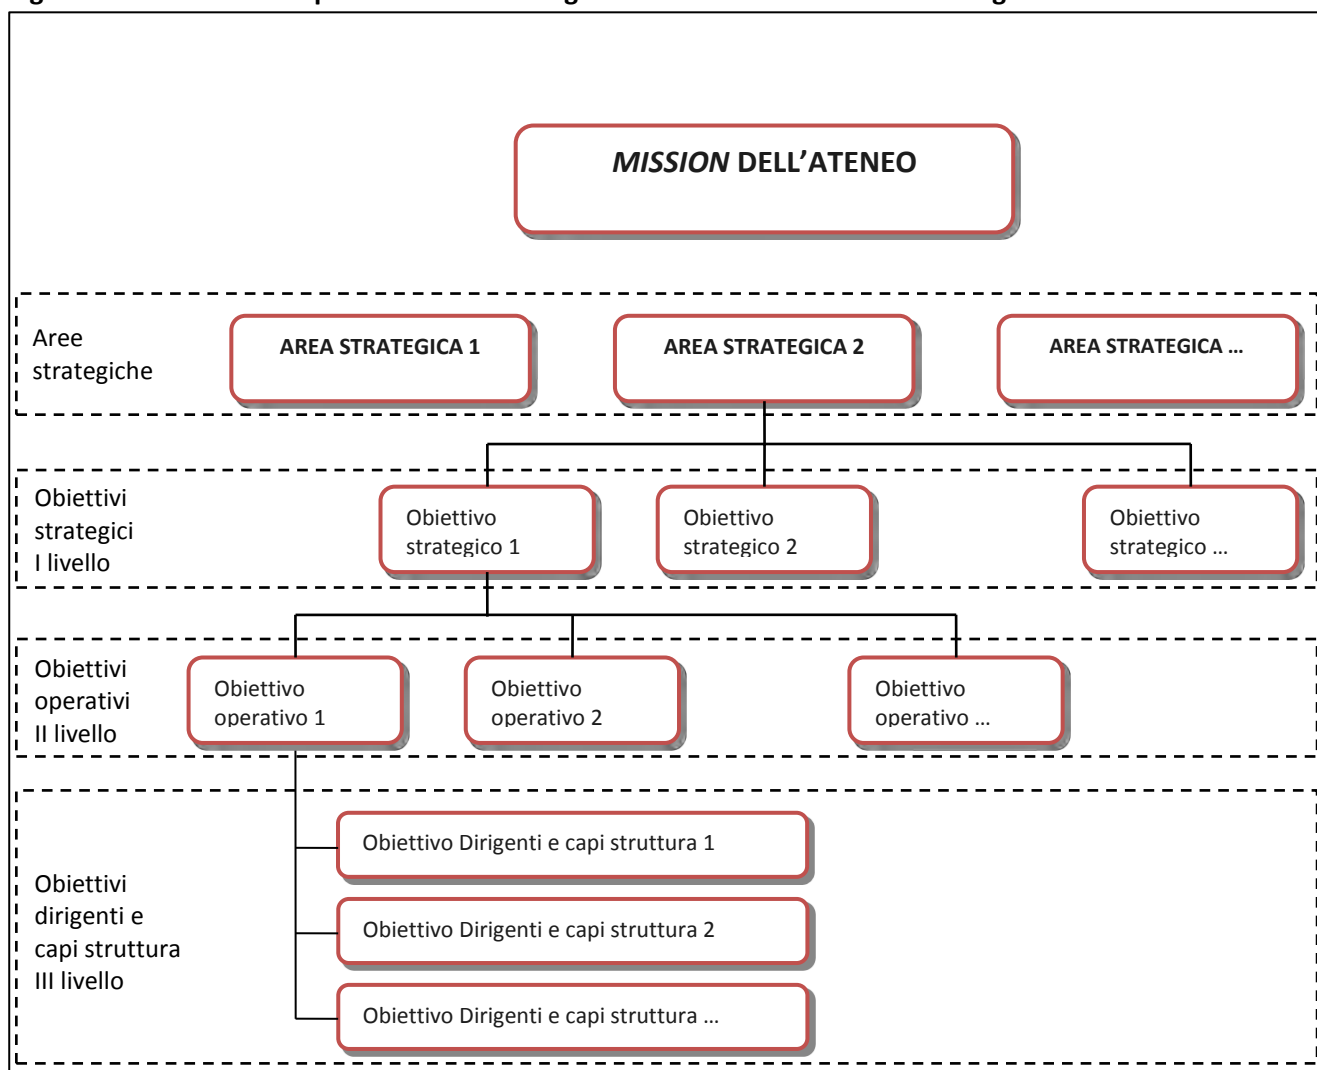 MISSION DELL’ATENEO
Aree
strategiche
AREA STRATEGICA 1
AREA STRATEGICA 2
AREA STRATEGICA …
Obiettivi
strategici
I livello
Obiettivo
strategico 1
Obiettivo
strategico 2
Obiettivo
strategico …
Obiettivi
operativi
II livello
Obiettivo
operativo 1
Obiettivo
operativo 2
Obiettivo
operativo …
Obiettivi
dirigenti e
capi struttura
III livello
Obiettivo Dirigenti e capi struttura 1
Obiettivo Dirigenti e capi struttura 2
Obiettivo Dirigenti e capi struttura …